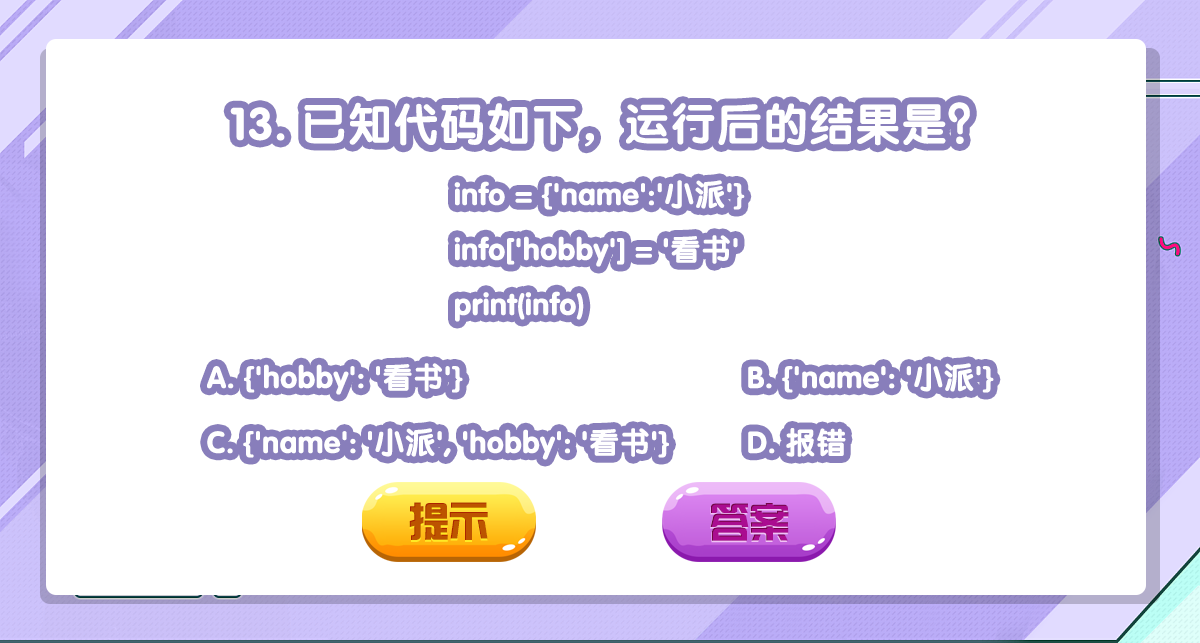 13. 已知代码如下，运行后的结果是？
info = {'name':'小派'}
info['hobby'] = '看书'
print(info)
A. {'hobby': '看书'}
B. {'name': '小派'}
C. {'name': '小派', 'hobby': '看书'}
D. 报错
提示
答案